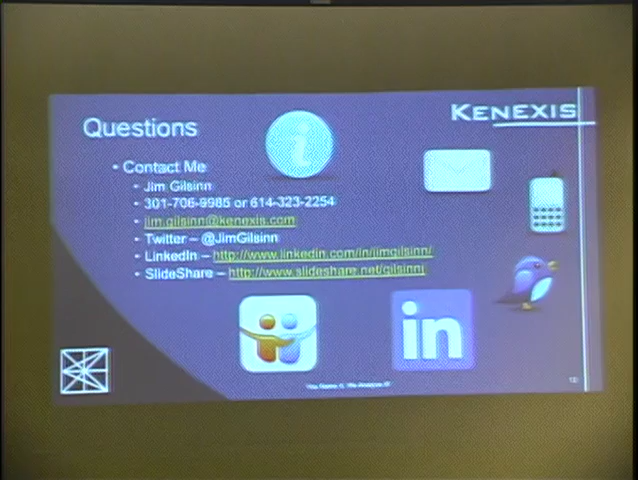 Questions
KENEXIS
• Contact Me
• Jim Gilsinn
• 301-706-9985 or 614-323-2254
• jim.gilsinn@kenexis.com
• Twitter – @JimGilsinn
• LinkedIn – http://www.linkedin.com/in/jimgilsinn/
• SlideShare – http://www.slideshare.net/gilsinnj
i
in